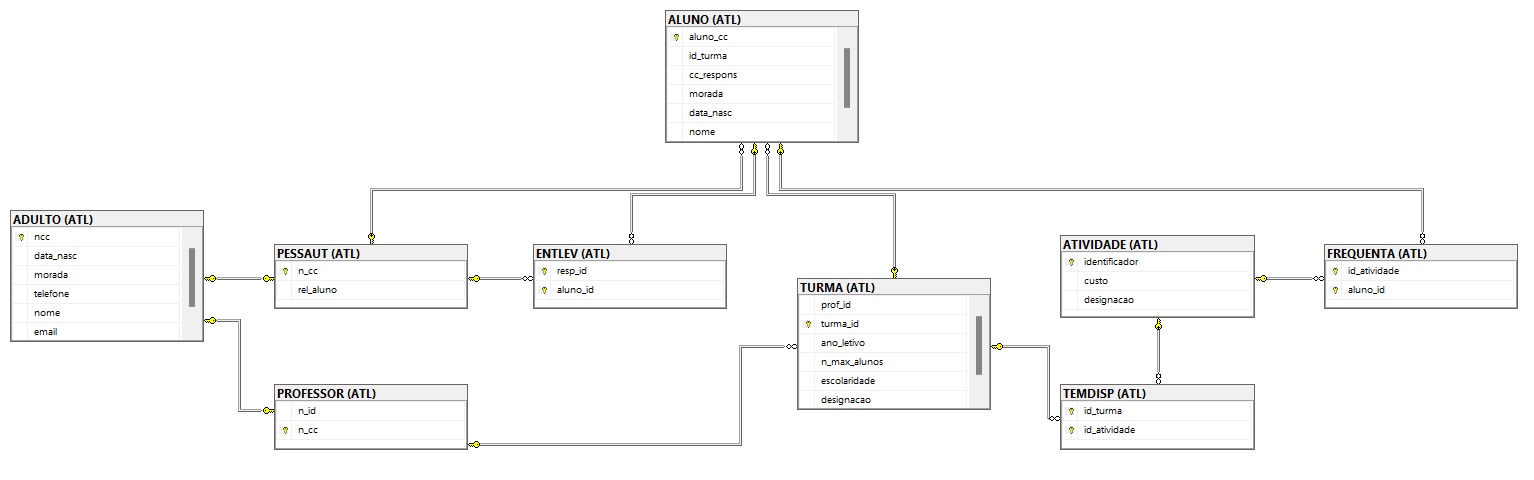 ALUNO (ATL)
aluno_cc
id_turma
cc_respons
morada
data_nasc
nome
ADULTO (ATL)
ncc
data_nasc
morada
telefone
nome
email
PESSAUT (ATL)
n_cc
rel_aluno
ENTLEV (ATL)
resp_id
aluno_id
TURMA (ATL)
prof_id
turma_id
ano_letivo
n_max_alunos
escolaridade
designacao
ATIVIDADE (ATL)
identificador
custo
designacao
FREQUENTA (ATL)
id_atividade
aluno_id
PROFESSOR (ATL)
n_id
n_cc
TEMDISP (ATL)
id_turma
id_atividade